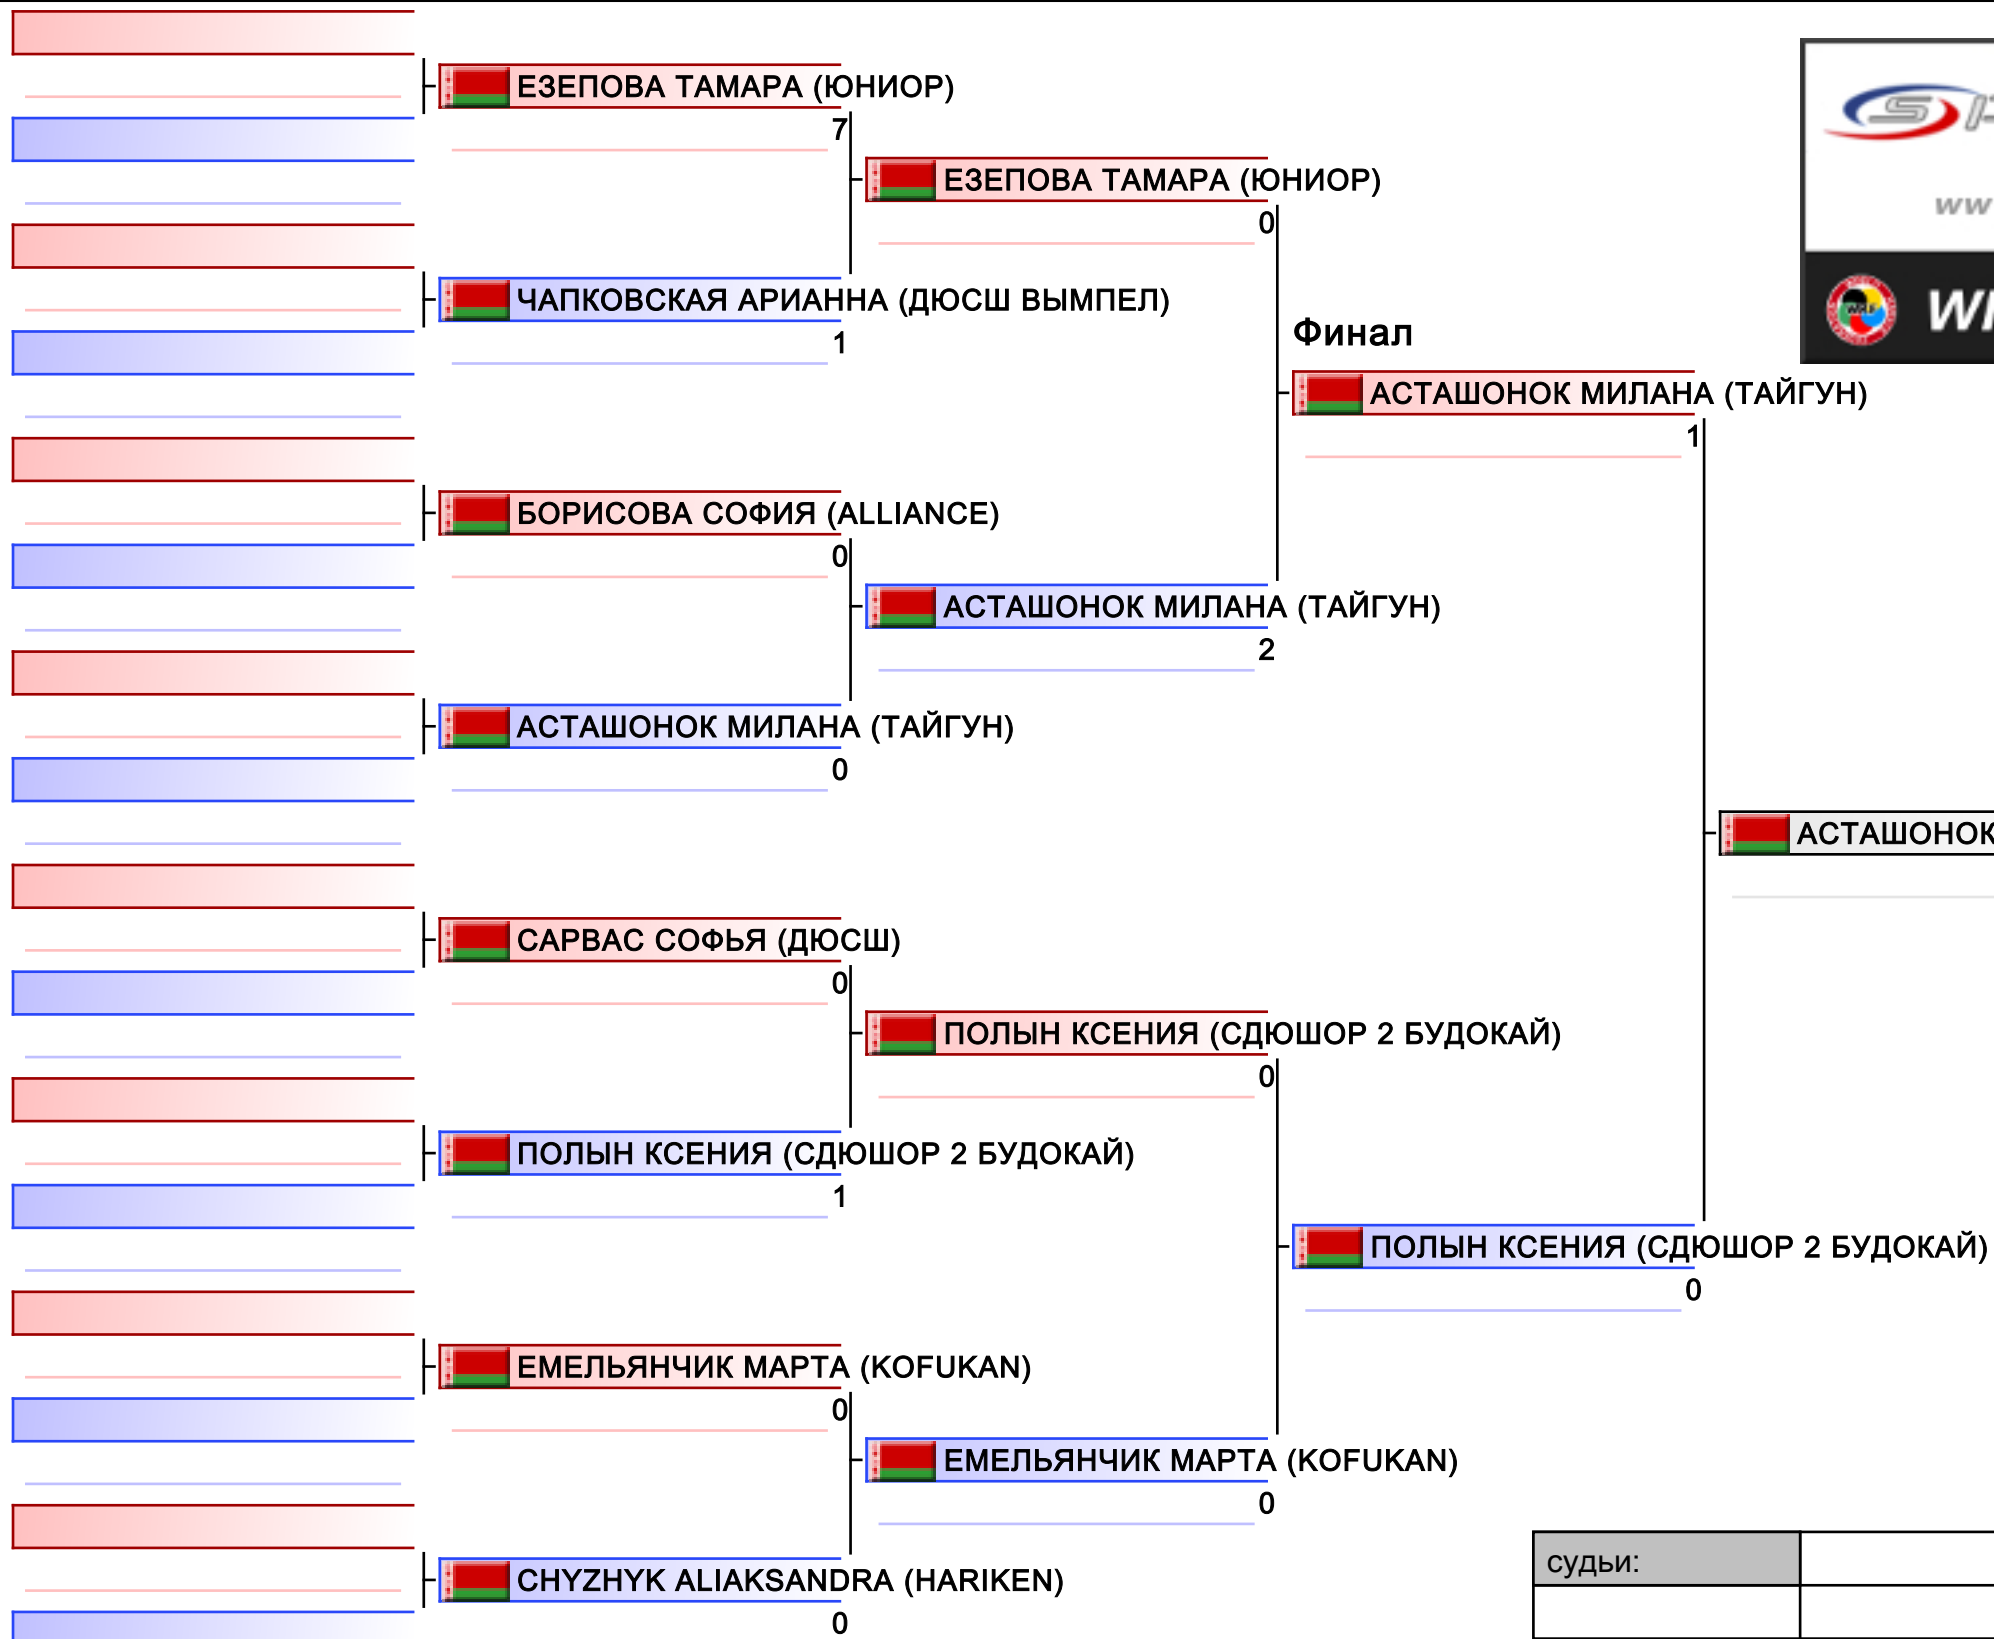 ЕЗЕПОВА ТАМАРА (ЮНИОР)
7
ЧАПКОВСКАЯ АРИАННА (ДЮСШ ВЫМПЕЛ)
1
БОРИСОВА СОФИЯ (ALLIANCE)
0
АСТАШОНОК МИЛАНА (ТАЙГУН)
0
САРВАС СОФЬЯ (ДЮСШ)
0
ПОЛЫН КСЕНИЯ (СДЮШОР 2 БУДОКАЙ)
1
ЕМЕЛЬЯНЧИК МАРТА (KOFUKAN)
0
CHYZHYK ALIAKSANDRA (HARIKEN)
0
ЕЗЕПОВА ТАМАРА (ЮНИОР)
0
АСТАШОНОК МИЛАНА (ТАЙГУН)
2
ПОЛЫН КСЕНИЯ (СДЮШОР 2 БУДОКАЙ)
0
ЕМЕЛЬЯНЧИК МАРТА (KOFUKAN)
0
Финал
АСТАШОНОК МИЛАНА (ТАЙГУН)
1
ПОЛЫН КСЕНИЯ (СДЮШОР 2 БУДОКАЙ)
0
АСТАШОНОК
судьи: